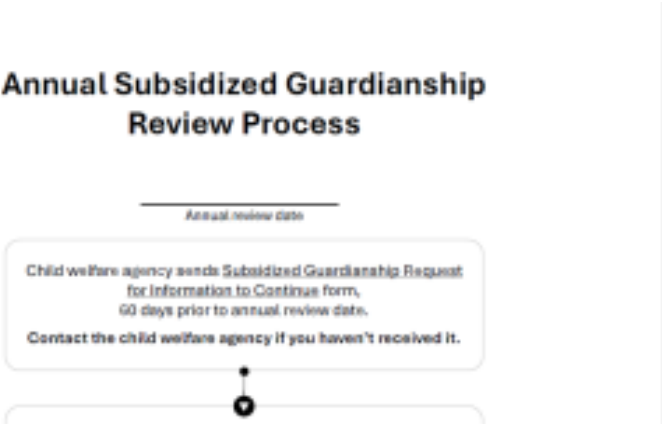 Annual Subsidized Guardianship
Review Process
Annual review date
Child welfare agency sends Subsidized Guardianship Request
for Information to Continue form,
60 days prior to annual review date.
Contact the child welfare agency if you haven't received it.